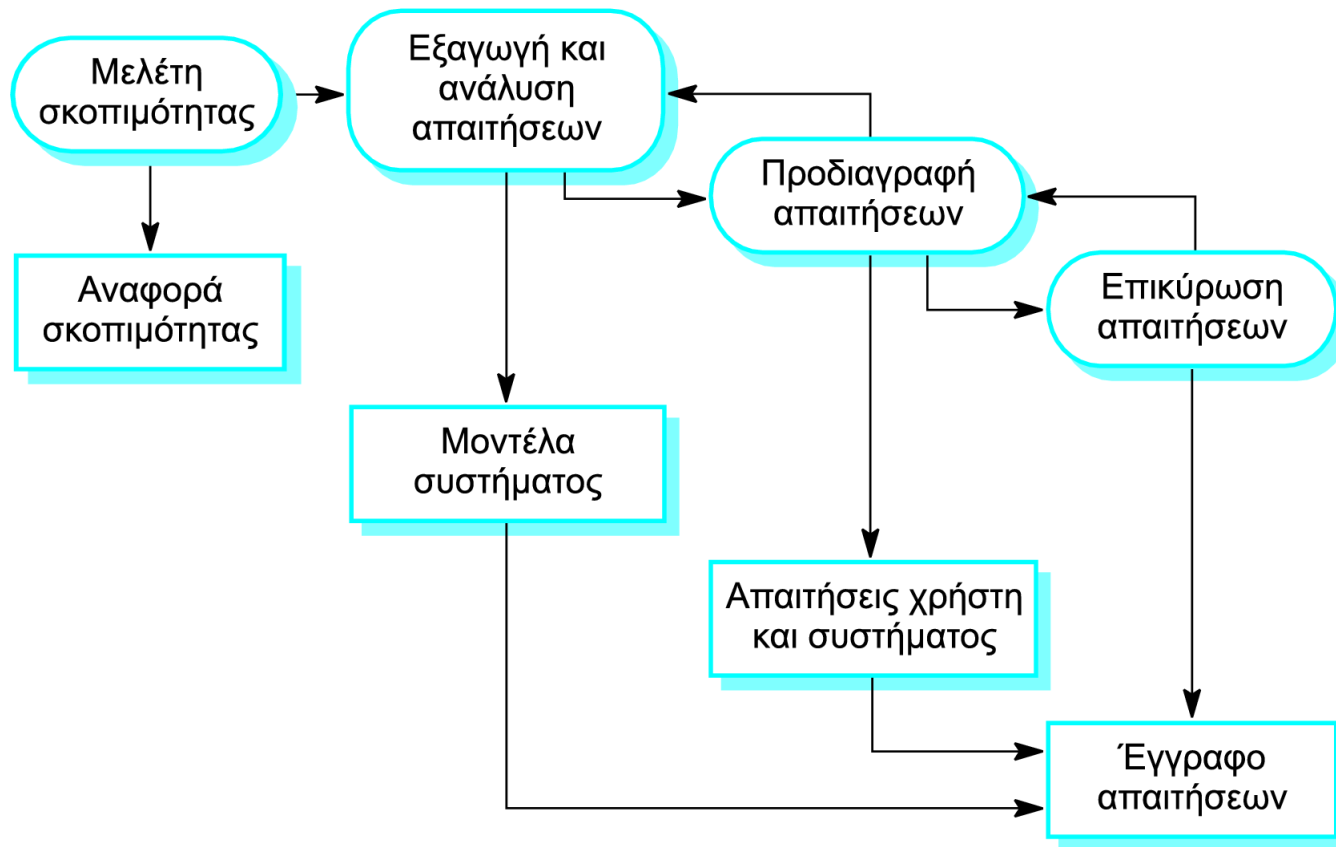 Μελέτη
σκοπιμότητας
Εξαγωγή και
ανάλυση
απαιτήσεων
Προδιαγραφή
απαιτήσεων
Επικύρωση
απαιτήσεων
Αναφορά
σκοπιμότητας
Μοντέλα
συστήματος
Απαιτήσεις χρήστη
και συστήματος
Έγγραφο
απαιτήσεων